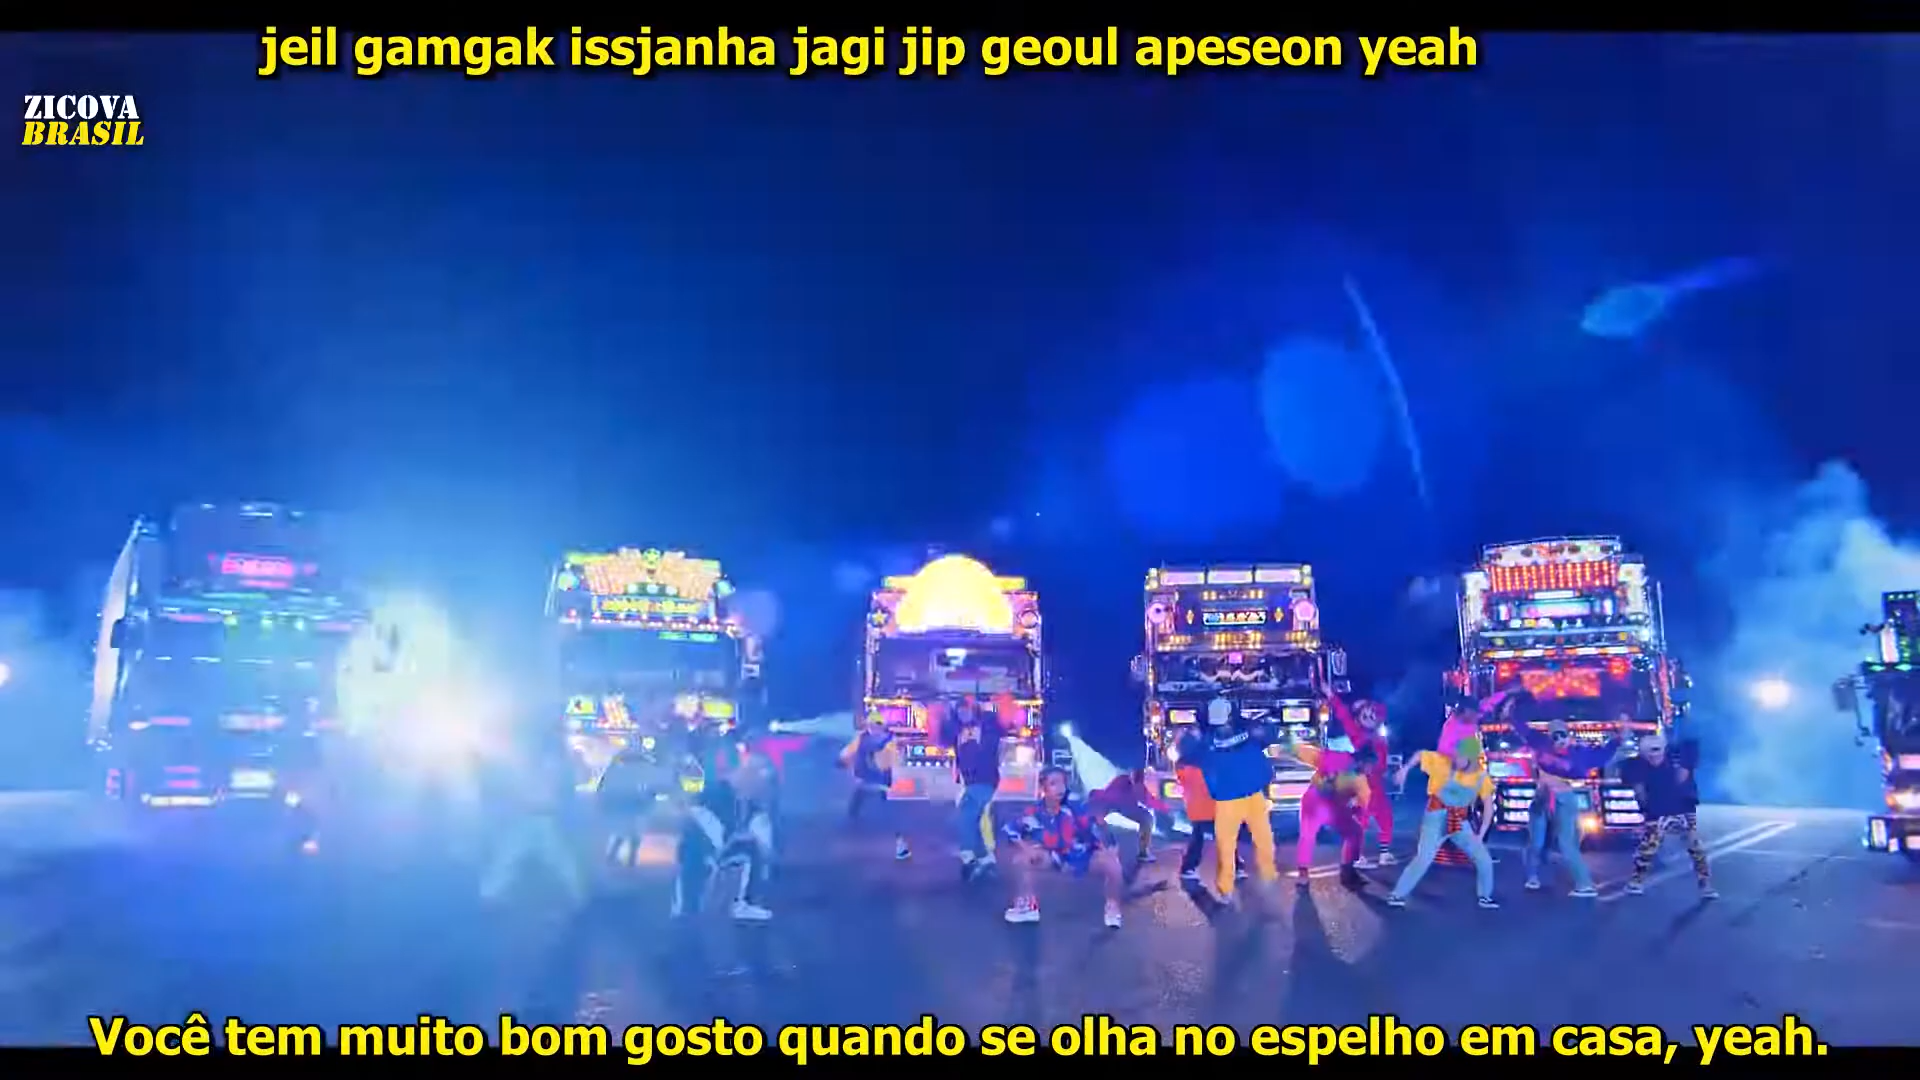 jeil gamgak issjanha jagi jip geoul apeseon yeah
ZICOVA
BRASIL
Você tem muito bom gosto quando se olha no espelho em casa, yeah.